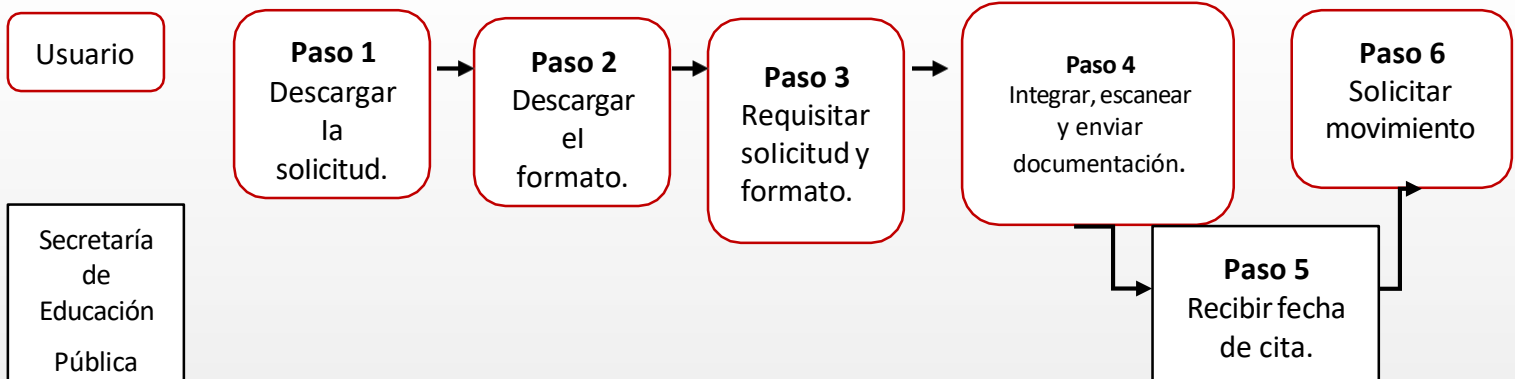 Usuario
Paso 1
Descargar
la
solicitud.
Paso 2
Descargar
el
formato.
Paso 3
Requisitar
solicitud y
formato.
Paso 4
Integrar, escanear
y enviar
documentación.
Paso 6
Solicitar
movimiento
Secretaría
de
Educación
Pública
Paso 5
Recibir fecha
de cita.